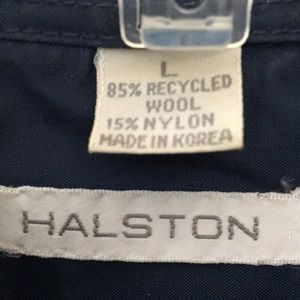 L
85% RECYCLED
WOOL
15% NYLON
MADE IN KOREA
HALSTON